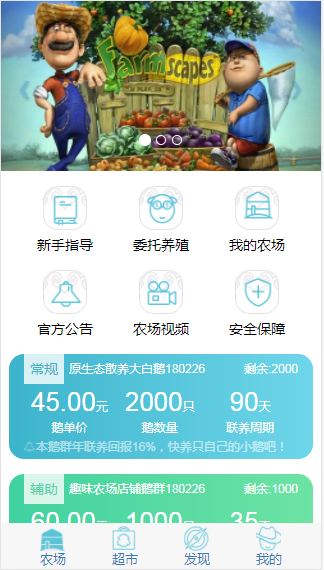 Farm
scapes
新手指导
委托养殖
我的农场
官方公告
农场视频
安全保障
常规 原生态散养大白鹅180226 剩余:2000
45.00元 2000只 90天
鹅单价 鹅数量 联养周期
本鹅群年联养回报16%，快养只自己的小鹅吧！
辅助 趣味农场店铺鹅群180226 剩余:1000
60.00元 1000只 35天
农场 超市 发现 我的